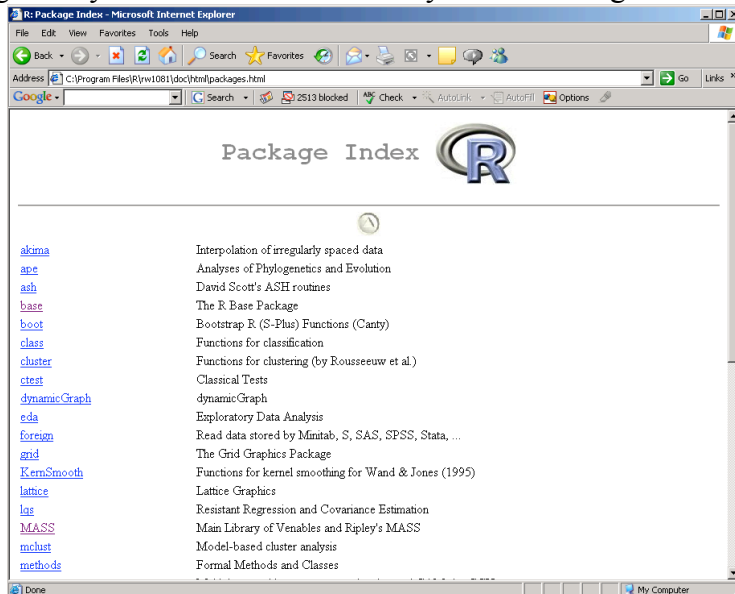 R: Package Index - Microsoft Internet Explorer
File Edit View Favorites Tools Help
Back Search Favorites
Address C:\Program Files\R\rw1081\doc\html\packages.html Go Links »
Google Search 2513 blocked Check AutoLink AutoFill Options
Package Index R
akima Interpolation of irregularly spaced data
ape Analyses of Phylogenetics and Evolution
ash David Scott's ASH routines
base The R Base Package
boot Bootstrap R (S-Plus) Functions (Canty)
class Functions for classification
cluster Functions for clustering (by Rousseeuw et al.)
ctest Classical Tests
dynamicGraph dynamicGraph
eda Exploratory Data Analysis
foreign Read data stored by Minitab, S, SAS, SPSS, Stata, ...
grid The Grid Graphics Package
KernSmooth Functions for kernel smoothing for Wand & Jones (1995)
lattice Lattice Graphics
lqs Resistant Regression and Covariance Estimation
MASS Main Library of Venables and Ripley's MASS
mclust Model-based cluster analysis
methods Formal Methods and Classes
Done My Computer